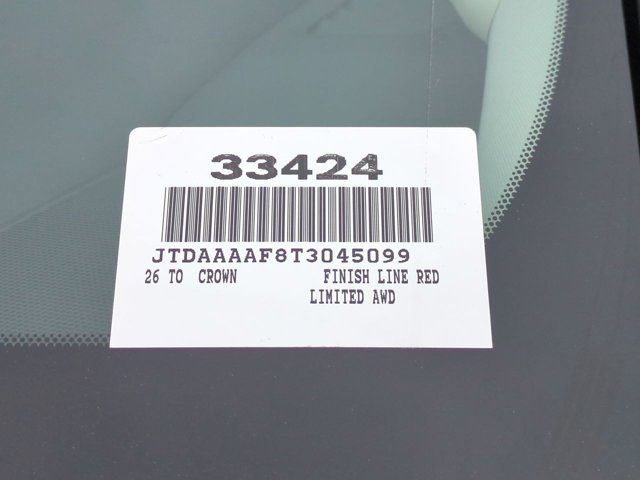 33424
JTDAAAAF8T3045099
26 TO CROWN FINISH LINE RED
LIMITED AWD